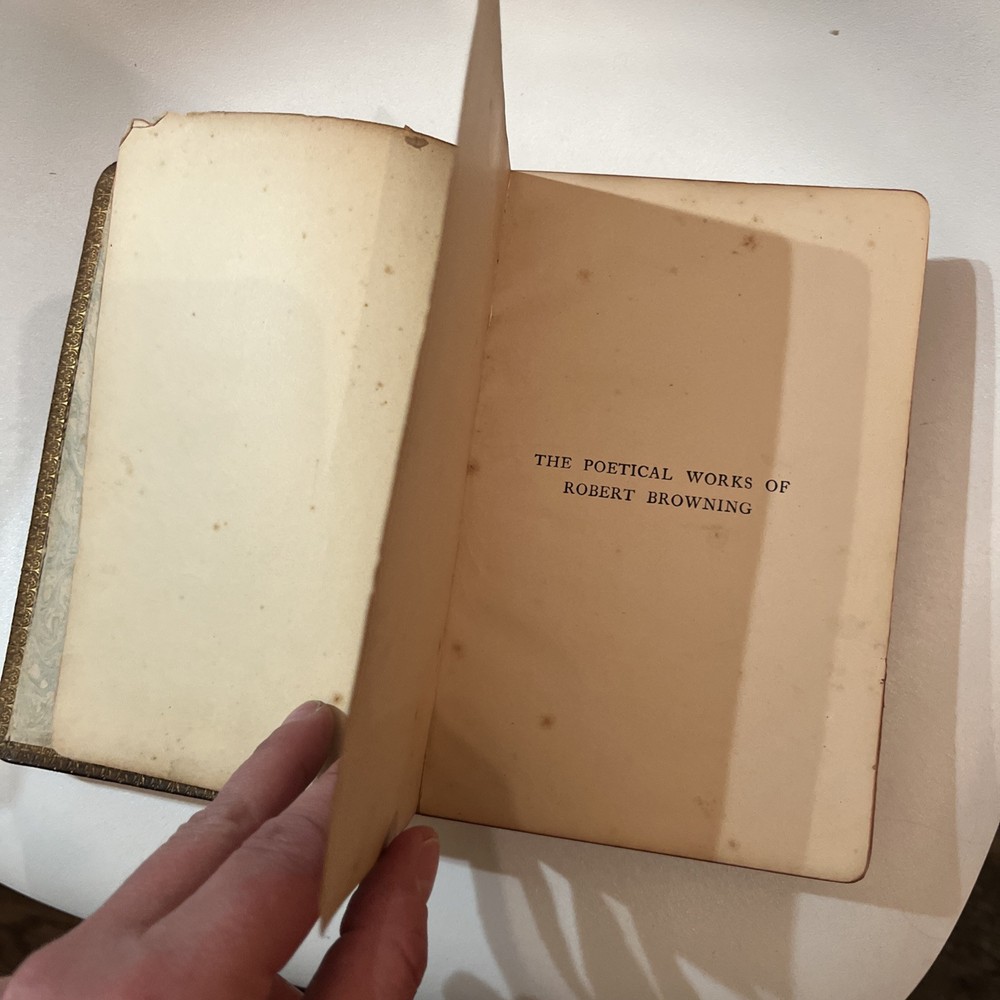 THE POETICAL WORKS OF
ROBERT BROWNING